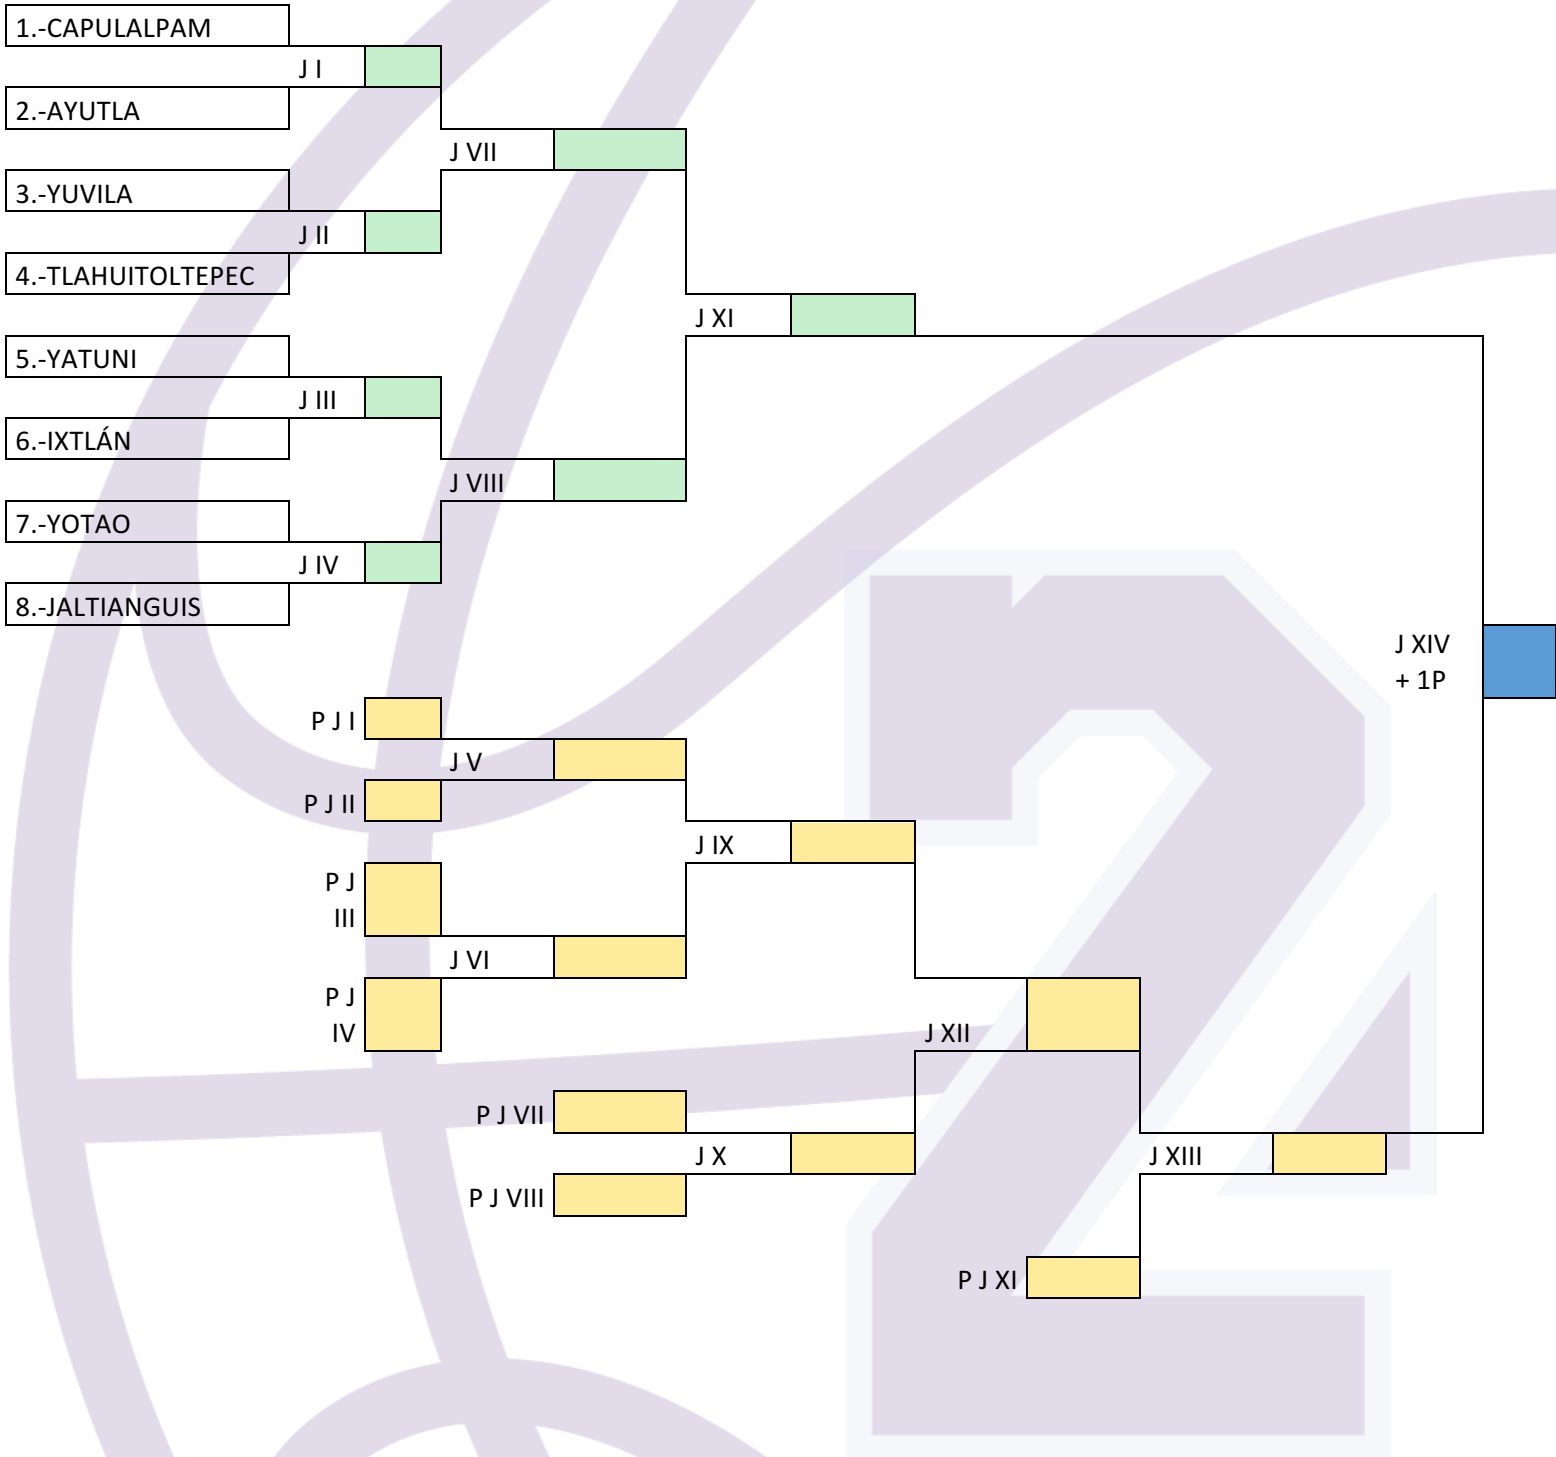 1.-CAPULALPAM
J I
2.-AYUTLA
J VII
3.-YUVILA
J II
4.-TLAHUITOLTEPEC
J XI
5.-YATUNI
J III
6.-IXTLÁN
J VIII
7.-YOTAO
J IV
8.-JALTIANGUIS
J XIV
+ 1P
P J I
J V
P J II
J IX
P J
III
J VI
P J
IV
J XII
P J VII
J X
J XIII
P J VIII
P J XI
2